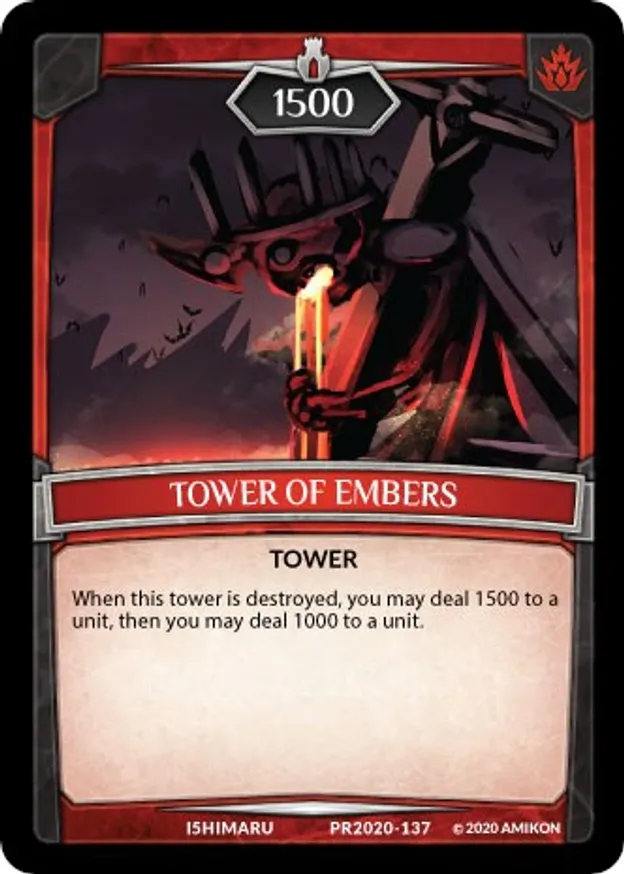 1500
TOWER OF EMBERS
TOWER
When this tower is destroyed, you may deal 1500 to a
unit, then you may deal 1000 to a unit.
I5HIMARU PR2020-137 © 2020 AMIKON